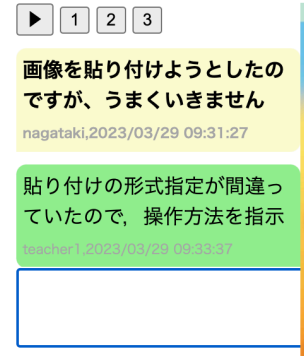 ▶ 1 2 3
画像を貼り付けようとしたの
ですが、うまくいきません
nagataki,2023/03/29 09:31:27
貼り付けの形式指定が間違っ
ていたので，操作方法を指示
teacher1,2023/03/29 09:33:37